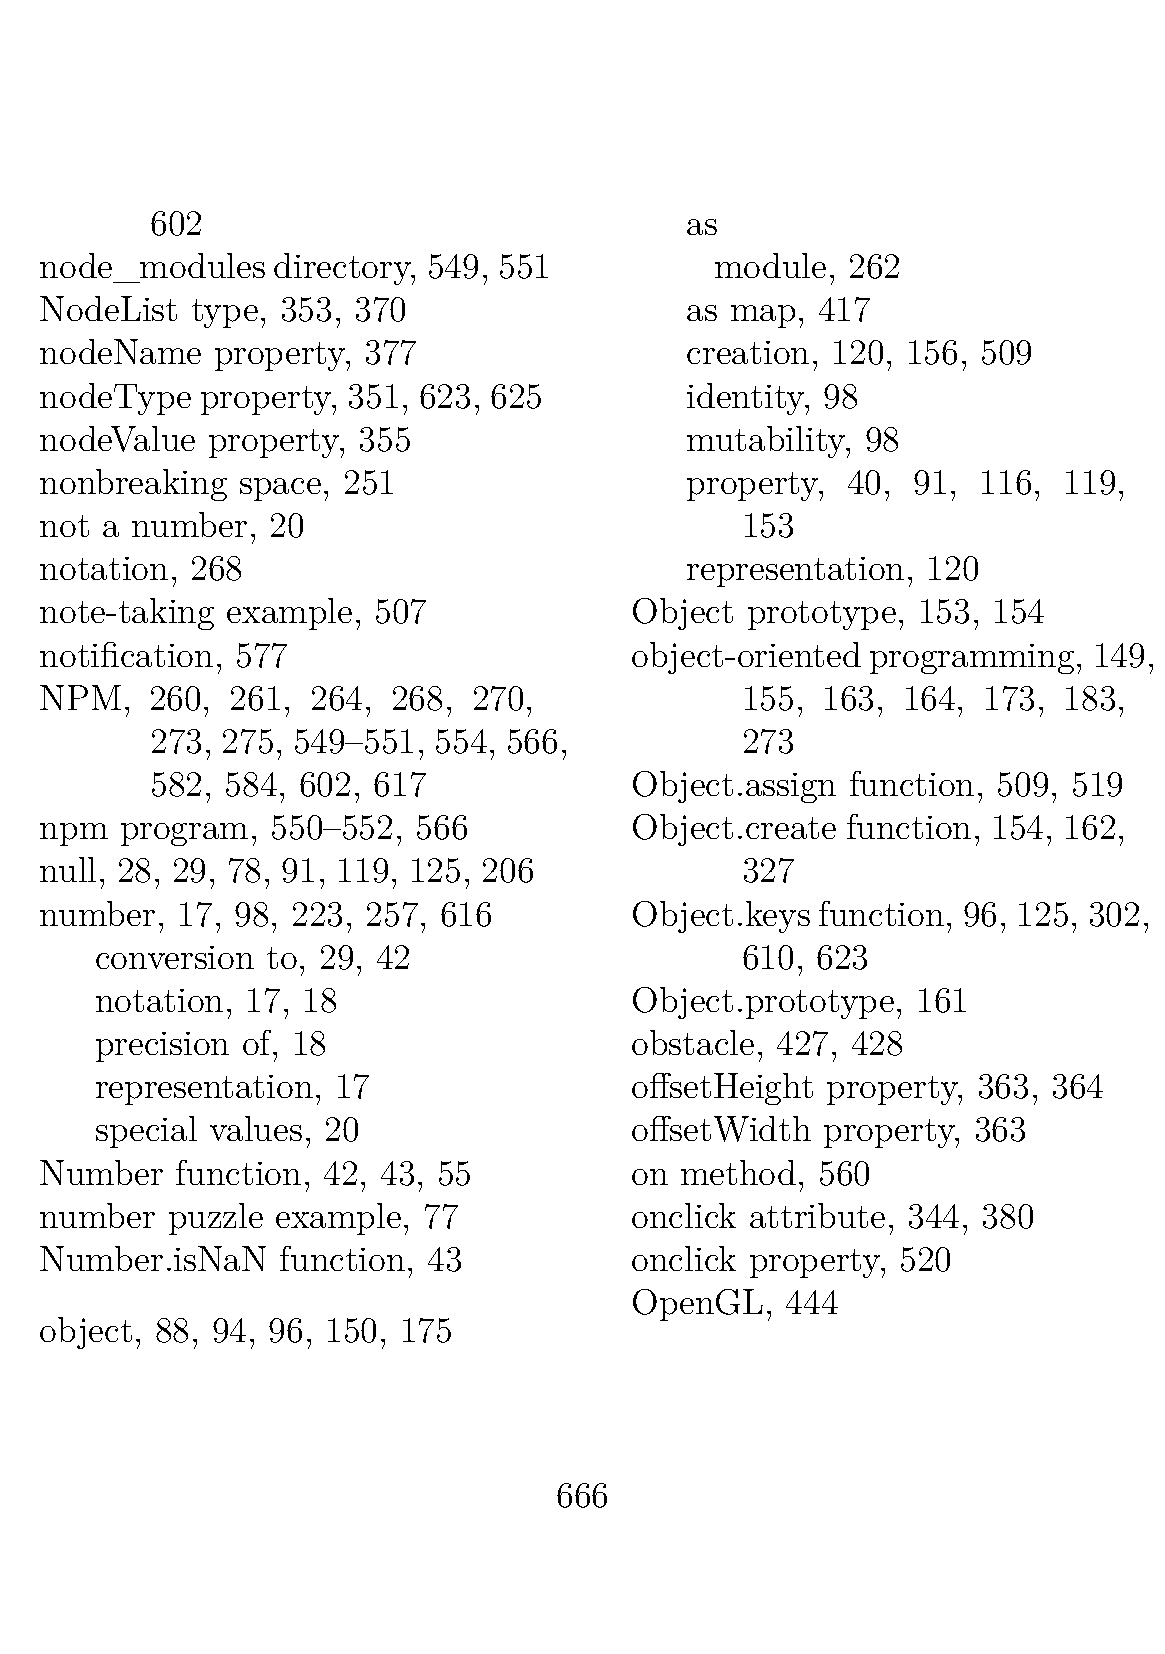 602
node_modules directory, 549, 551
NodeList type, 353, 370
nodeName property, 377
nodeType property, 351, 623, 625
nodeValue property, 355
nonbreaking space, 251
not a number, 20
notation, 268
note-taking example, 507
notification, 577
NPM, 260, 261, 264, 268, 270,
273, 275, 549–551, 554, 566,
582, 584, 602, 617
npm program, 550–552, 566
null, 28, 29, 78, 91, 119, 125, 206
number, 17, 98, 223, 257, 616
conversion to, 29, 42
notation, 17, 18
precision of, 18
representation, 17
special values, 20
Number function, 42, 43, 55
number puzzle example, 77
Number.isNaN function, 43
object, 88, 94, 96, 150, 175
as
module, 262
as map, 417
creation, 120, 156, 509
identity, 98
mutability, 98
property, 40, 91, 116, 119,
153
representation, 120
Object prototype, 153, 154
object-oriented programming, 149,
155, 163, 164, 173, 183,
273
Object.assign function, 509, 519
Object.create function, 154, 162,
327
Object.keys function, 96, 125, 302,
610, 623
Object.prototype, 161
obstacle, 427, 428
offsetHeight property, 363, 364
offsetWidth property, 363
on method, 560
onclick attribute, 344, 380
onclick property, 520
OpenGL, 444
666